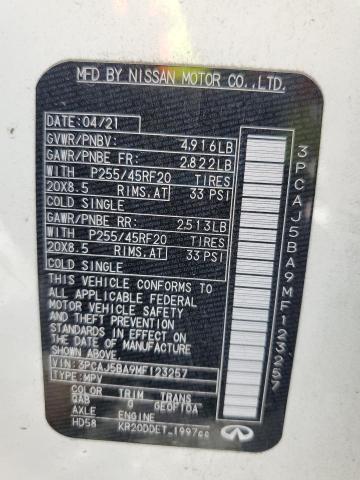 MFD BY NISSAN MOTOR CO.,LTD.
DATE: 04/21
GVWR/PNBV: 4,916LB
GAWR/PNBE FR: 2,822LB
WITH P255/45RF20 TIRES
20X8.5 RIMS,AT 33 PSI
COLD SINGLE
GAWR/PNBE RR: 2,513LB
WITH P255/45RF20 TIRES
20X8.5 RIMS,AT 33 PSI
COLD SINGLE
THIS VEHICLE CONFORMS TO
ALL APPLICABLE FEDERAL
MOTOR VEHICLE SAFETY
AND BUMPER
STANDARDS IN EFFECT ON
THE DATE OF MANUFACTURE
SHOWN ABOVE.
VIN: 3PCAJ5BA9MF123257
TYPE: MPV
COLOR TRIM TRANS
QAB G
AXLE ENGINE
HD58 KR20DDET 1997cc
INFINITI
3PCAJ5BA9MF123257